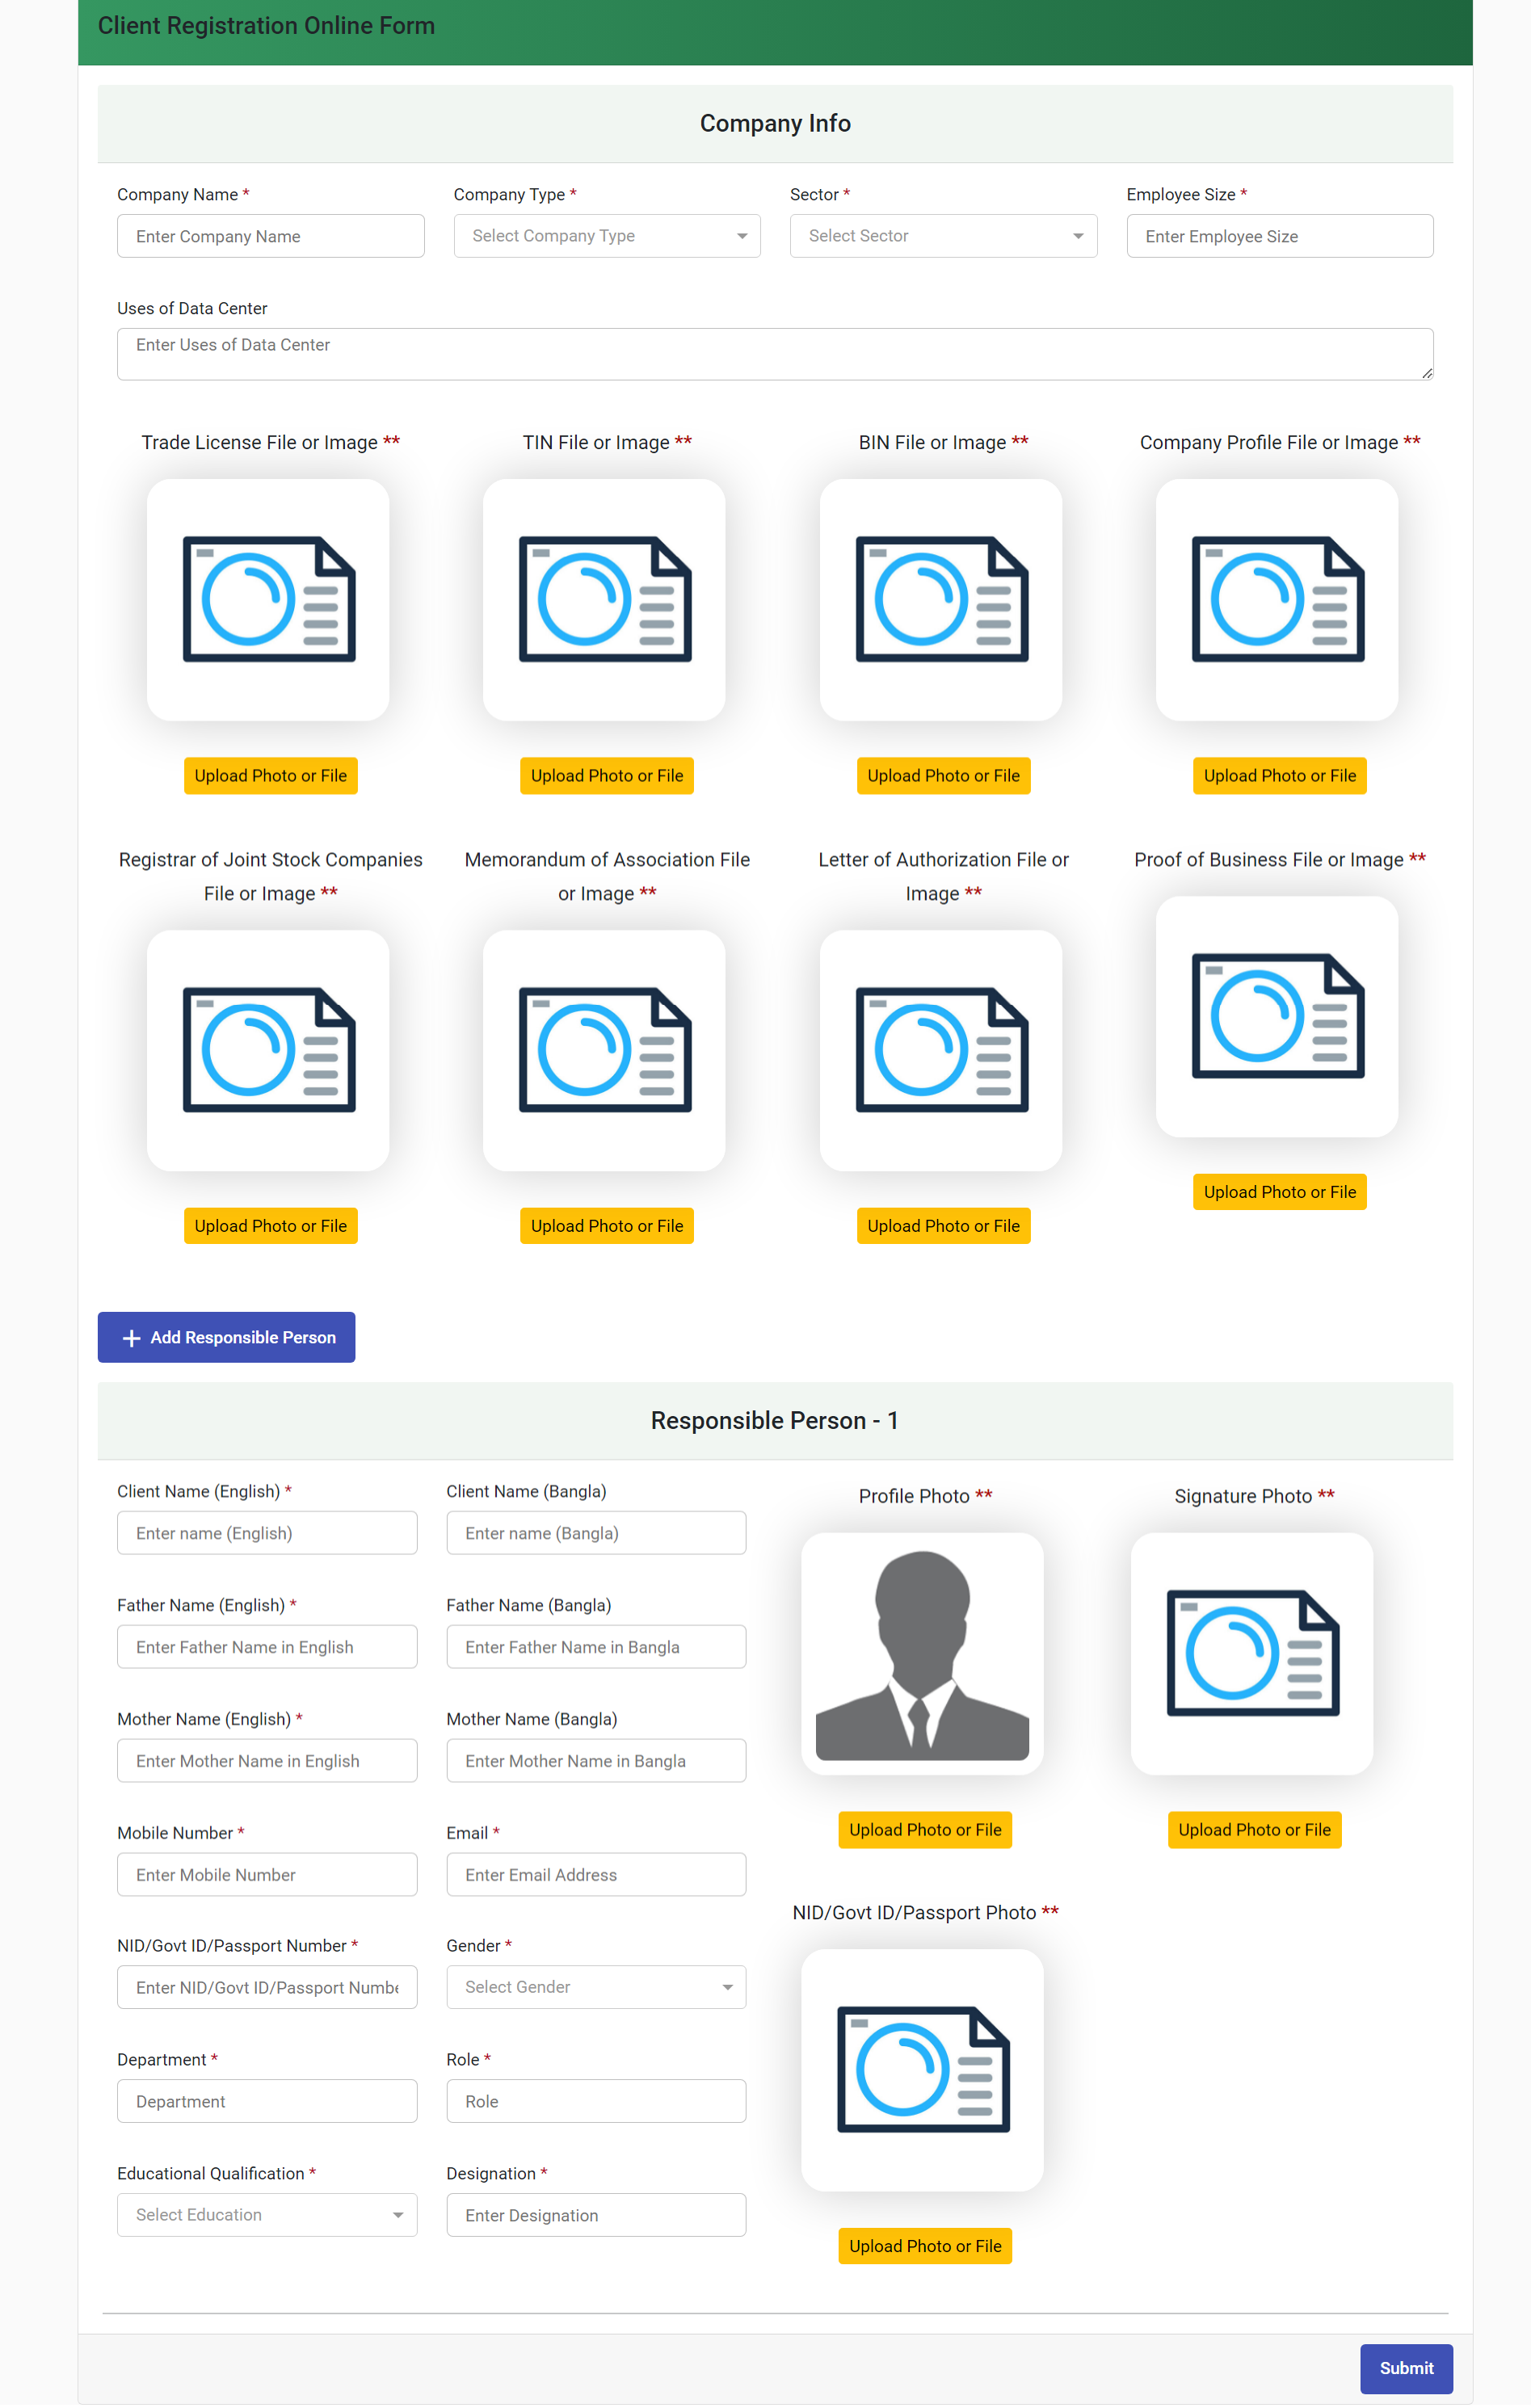 Client Registration Online Form
Company Info
Company Name *
Company Type *
Sector *
Employee Size *
Enter Company Name
Select Company Type
Select Sector
Enter Employee Size
Uses of Data Center
Enter Uses of Data Center
Trade License File or Image **
TIN File or Image **
BIN File or Image **
Company Profile File or Image **
Upload Photo or File
Upload Photo or File
Upload Photo or File
Upload Photo or File
Registrar of Joint Stock Companies
File or Image **
Memorandum of Association File
or Image **
Letter of Authorization File or
Image **
Proof of Business File or Image **
Upload Photo or File
Upload Photo or File
Upload Photo or File
Upload Photo or File
Add Responsible Person
Responsible Person - 1
Client Name (English) *
Client Name (Bangla)
Enter name (English)
Enter name (Bangla)
Father Name (English) *
Father Name (Bangla)
Enter Father Name in English
Enter Father Name in Bangla
Mother Name (English) *
Mother Name (Bangla)
Enter Mother Name in English
Enter Mother Name in Bangla
Mobile Number *
Email *
Enter Mobile Number
Enter Email Address
NID/Govt ID/Passport Number *
Gender *
Enter NID/Govt ID/Passport Numbe
Select Gender
Department *
Role *
Department
Role
Educational Qualification *
Designation *
Select Education
Enter Designation
Profile Photo **
Signature Photo **
Upload Photo or File
Upload Photo or File
NID/Govt ID/Passport Photo **
Upload Photo or File
Submit